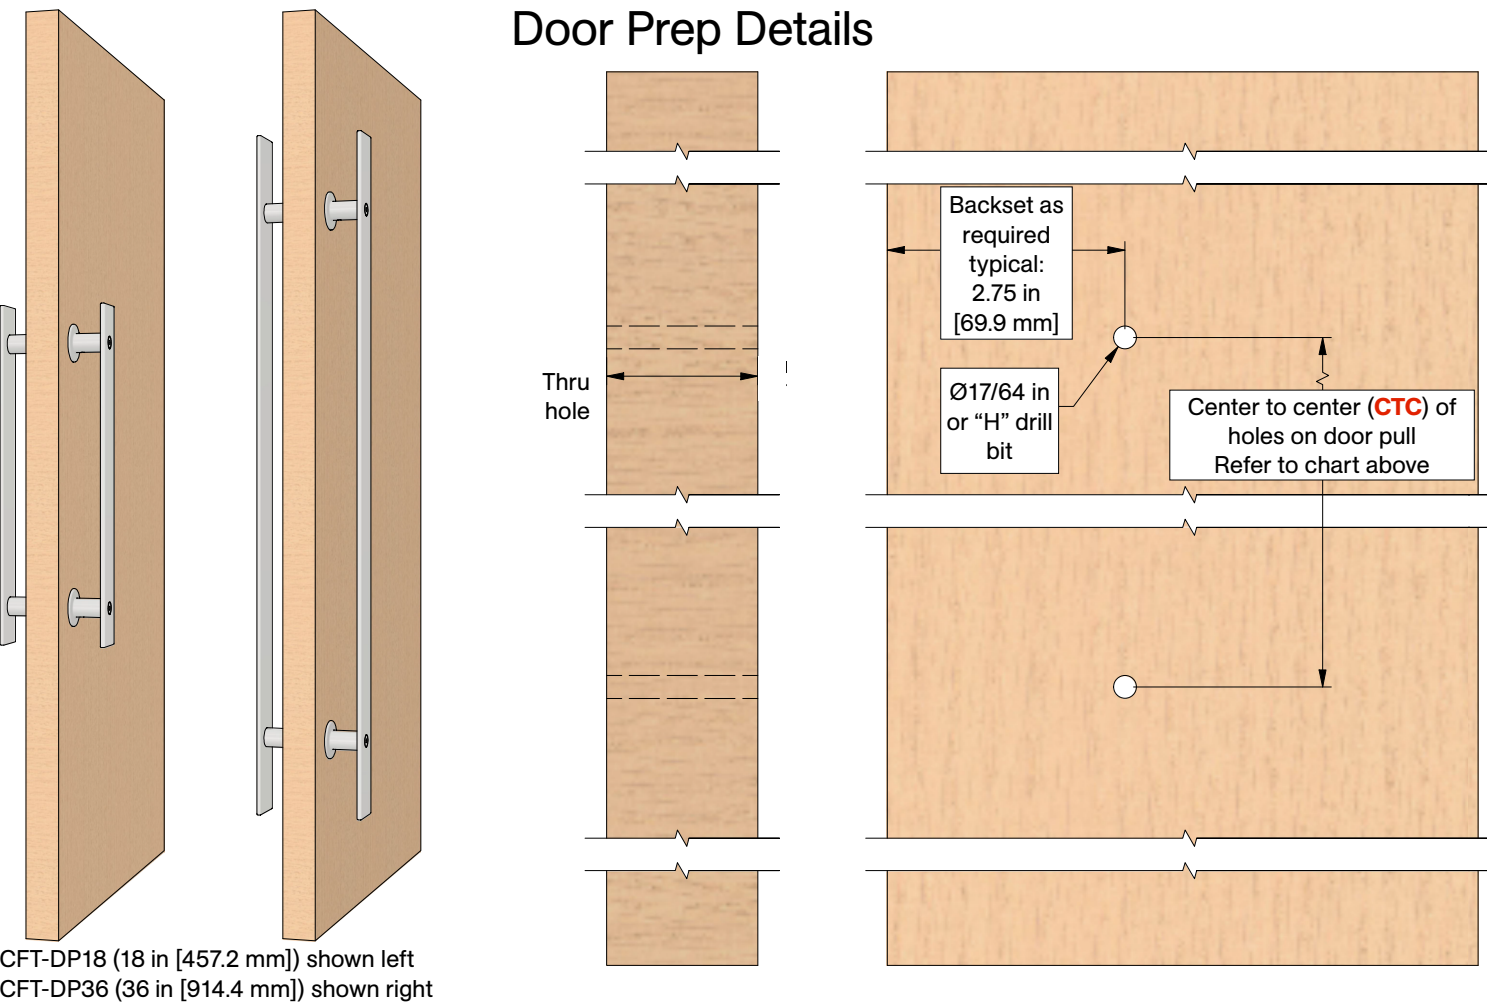 Door Prep Details
Backset as
required
typical:
2.75 in
[69.9 mm]
Thru
hole
Ø17/64 in
or “H” drill
bit
Center to center (CTC) of
holes on door pull
Refer to chart above
CFT-DP18 (18 in [457.2 mm]) shown left
CFT-DP36 (36 in [914.4 mm]) shown right